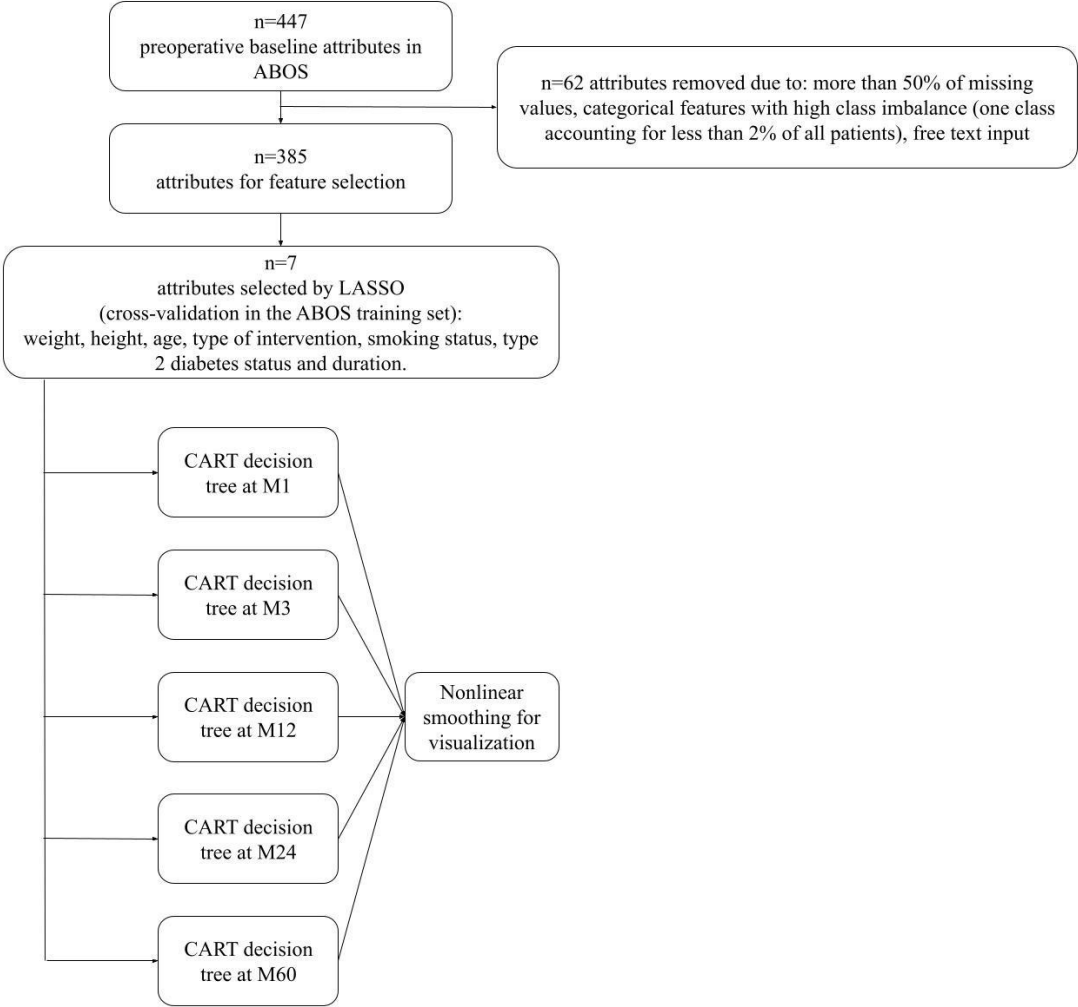 n=447
preoperative baseline attributes in
ABOS
n=62 attributes removed due to: more than 50% of missing
values, categorical features with high class imbalance (one class
accounting for less than 2% of all patients), free text input
n=385
attributes for feature selection
n=7
attributes selected by LASSO
(cross-validation in the ABOS training set):
weight, height, age, type of intervention, smoking status, type
2 diabetes status and duration.
CART decision
tree at M1
CART decision
tree at M3
CART decision
tree at M12
Nonlinear
smoothing for
visualization
CART decision
tree at M24
CART decision
tree at M60